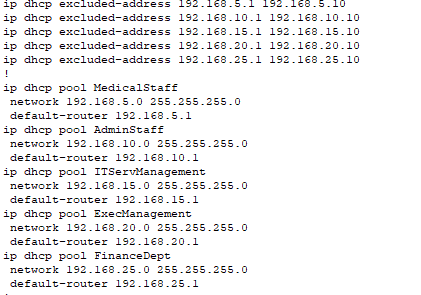 ip dhcp excluded-address 192.168.5.1 192.168.5.10
ip dhcp excluded-address 192.168.10.1 192.168.10.10
ip dhcp excluded-address 192.168.15.1 192.168.15.10
ip dhcp excluded-address 192.168.20.1 192.168.20.10
ip dhcp excluded-address 192.168.25.1 192.168.25.10
!
ip dhcp pool MedicalStaff
 network 192.168.5.0 255.255.255.0
 default-router 192.168.5.1
ip dhcp pool AdminStaff
 network 192.168.10.0 255.255.255.0
 default-router 192.168.10.1
ip dhcp pool ITServManagement
 network 192.168.15.0 255.255.255.0
 default-router 192.168.15.1
ip dhcp pool ExecManagement
 network 192.168.20.0 255.255.255.0
 default-router 192.168.20.1
ip dhcp pool FinanceDept
 network 192.168.25.0 255.255.255.0
 default-router 192.168.25.1
!